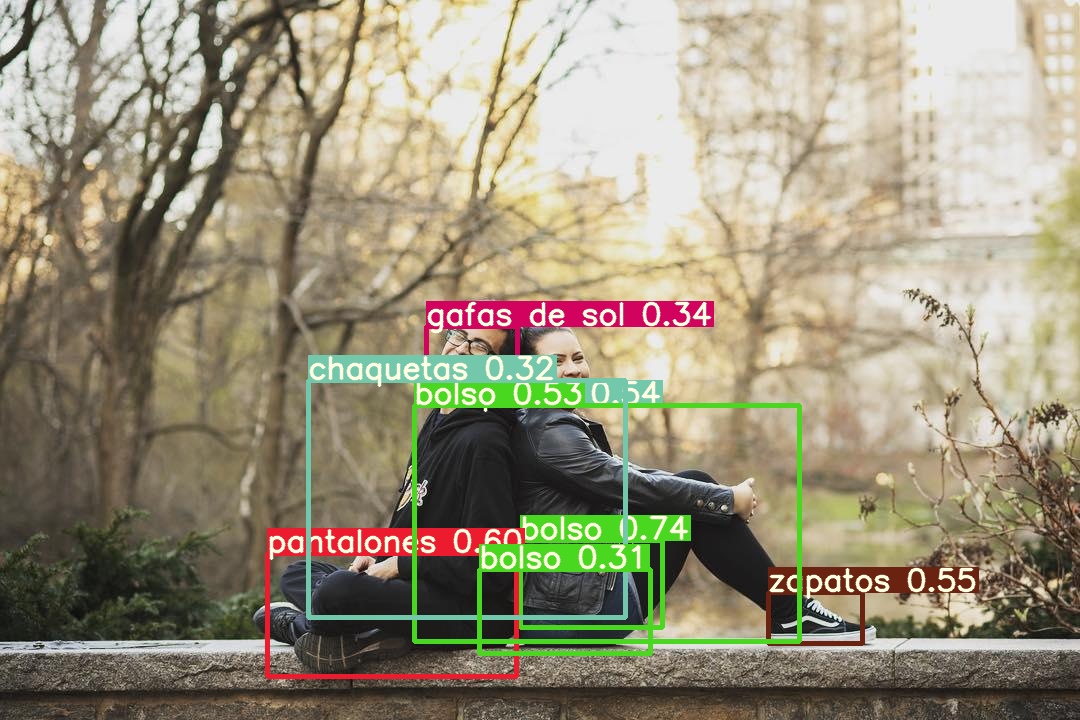 gafas de sol 0.34
chaquetas 0.32
bolso 0.53
0.54
bolso 0.74
pantalones 0.60
bolso 0.31
zapatos 0.55